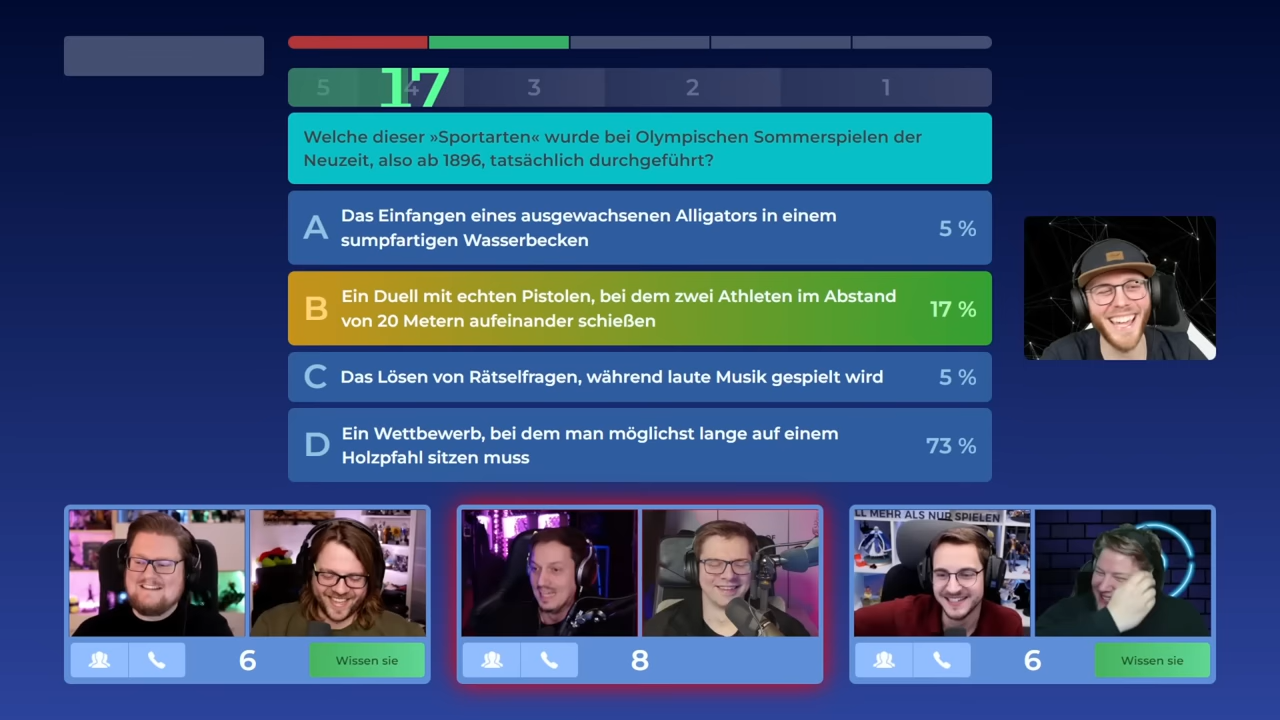 5
4
17
3
2
1
Welche dieser »Sportarten« wurde bei Olympischen Sommerspielen der
Neuzeit, also ab 1896, tatsächlich durchgeführt?
A
Das Einfangen eines ausgewachsenen Alligators in einem
sumpfartigen Wasserbecken
5 %
B
Ein Duell mit echten Pistolen, bei dem zwei Athleten im Abstand
von 20 Metern aufeinander schießen
17 %
C
Das Lösen von Rätselfragen, während laute Musik gespielt wird
5 %
D
Ein Wettbewerb, bei dem man möglichst lange auf einem
Holzpfahl sitzen muss
73 %
LL MEHR ALS NUR SPIELEN
6
Wissen sie
8
6
Wissen sie